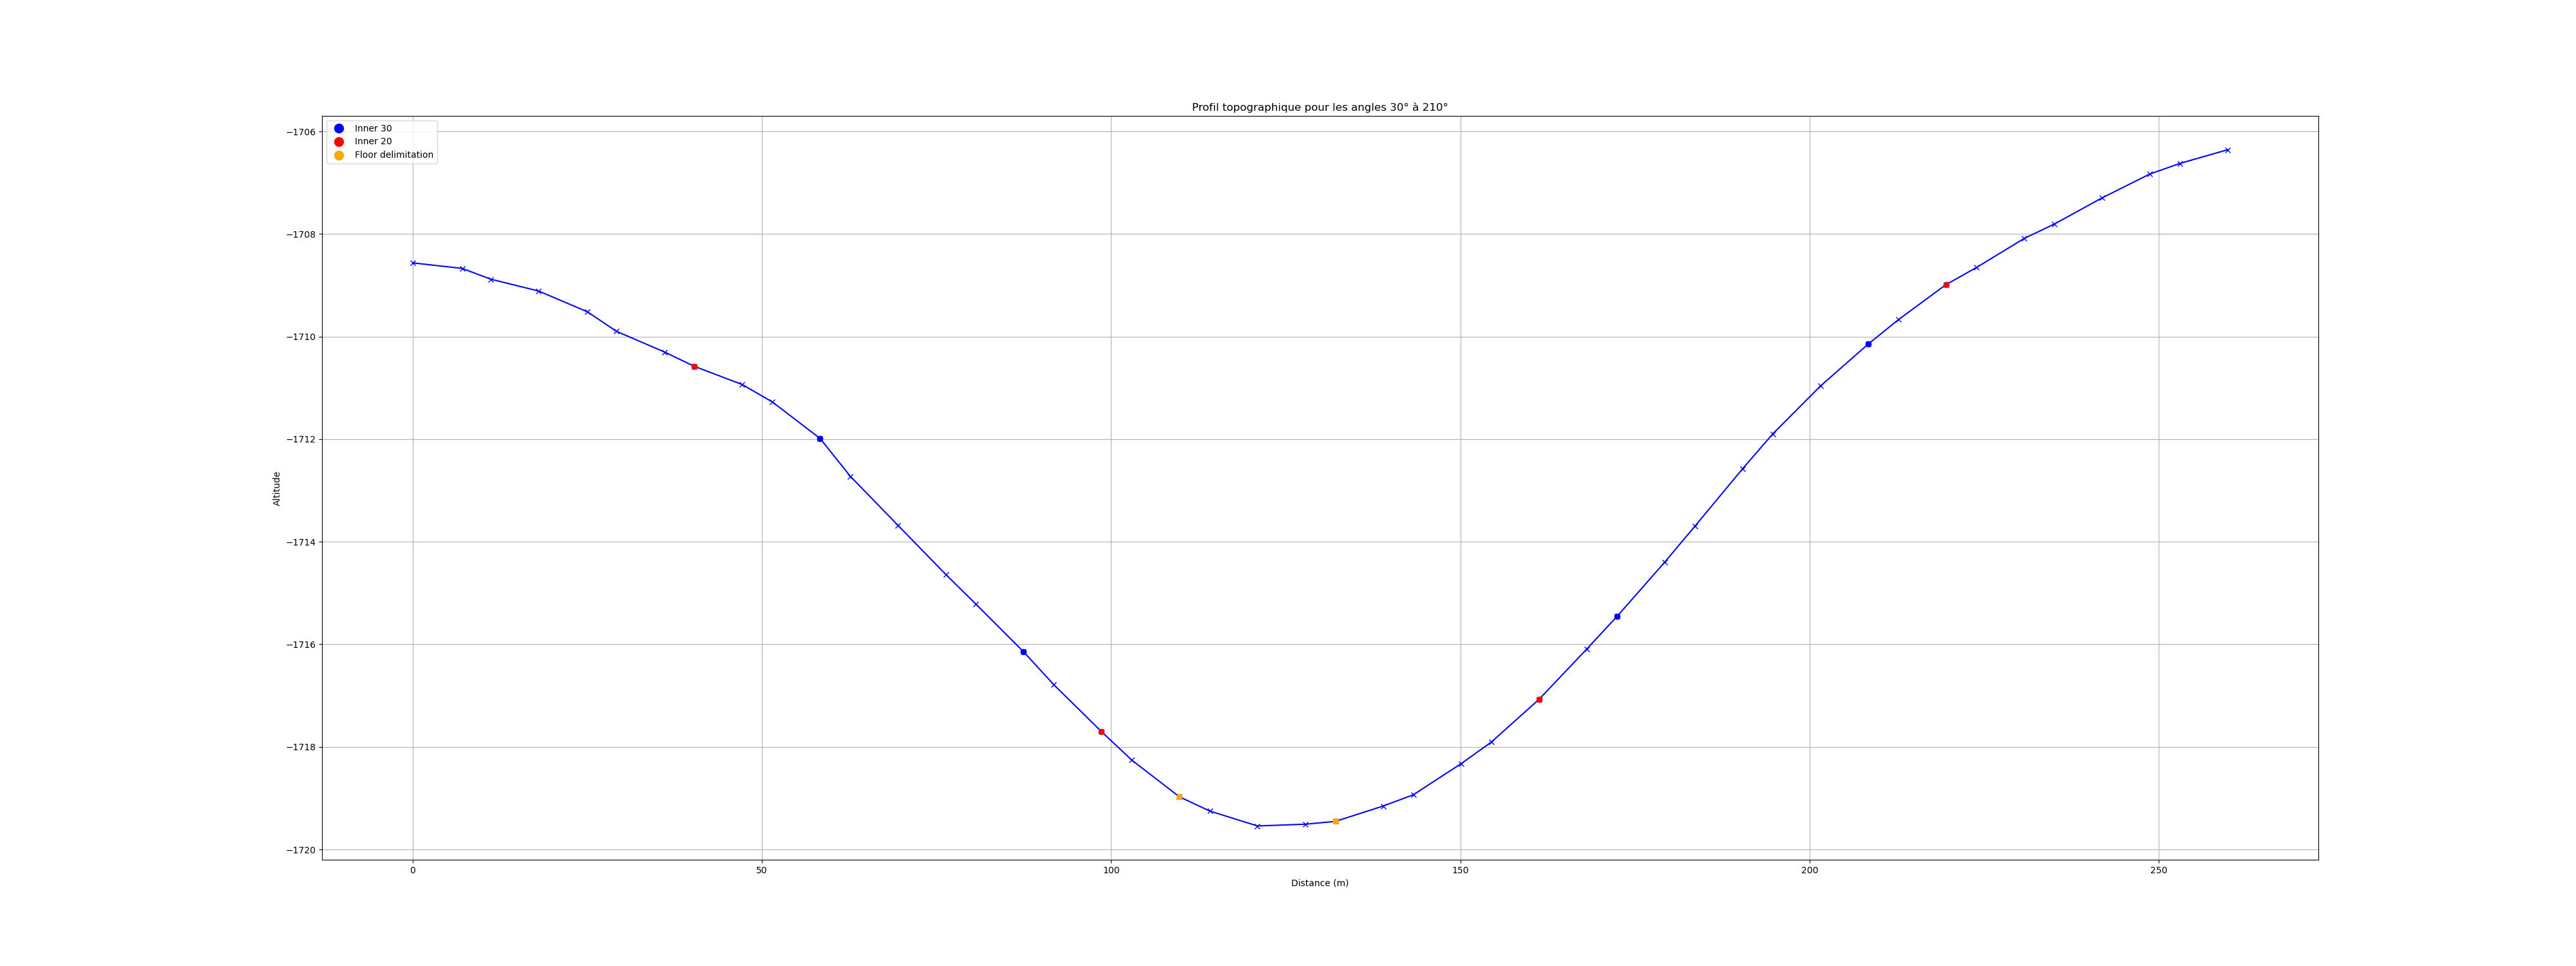 Profil topographique pour les angles 30° à 210°
Inner 30
Inner 20
Floor delimitation
−1706
−1708
−1710
−1712
−1714
−1716
−1718
−1720
Altitude
0 50 100 150 200 250
Distance (m)